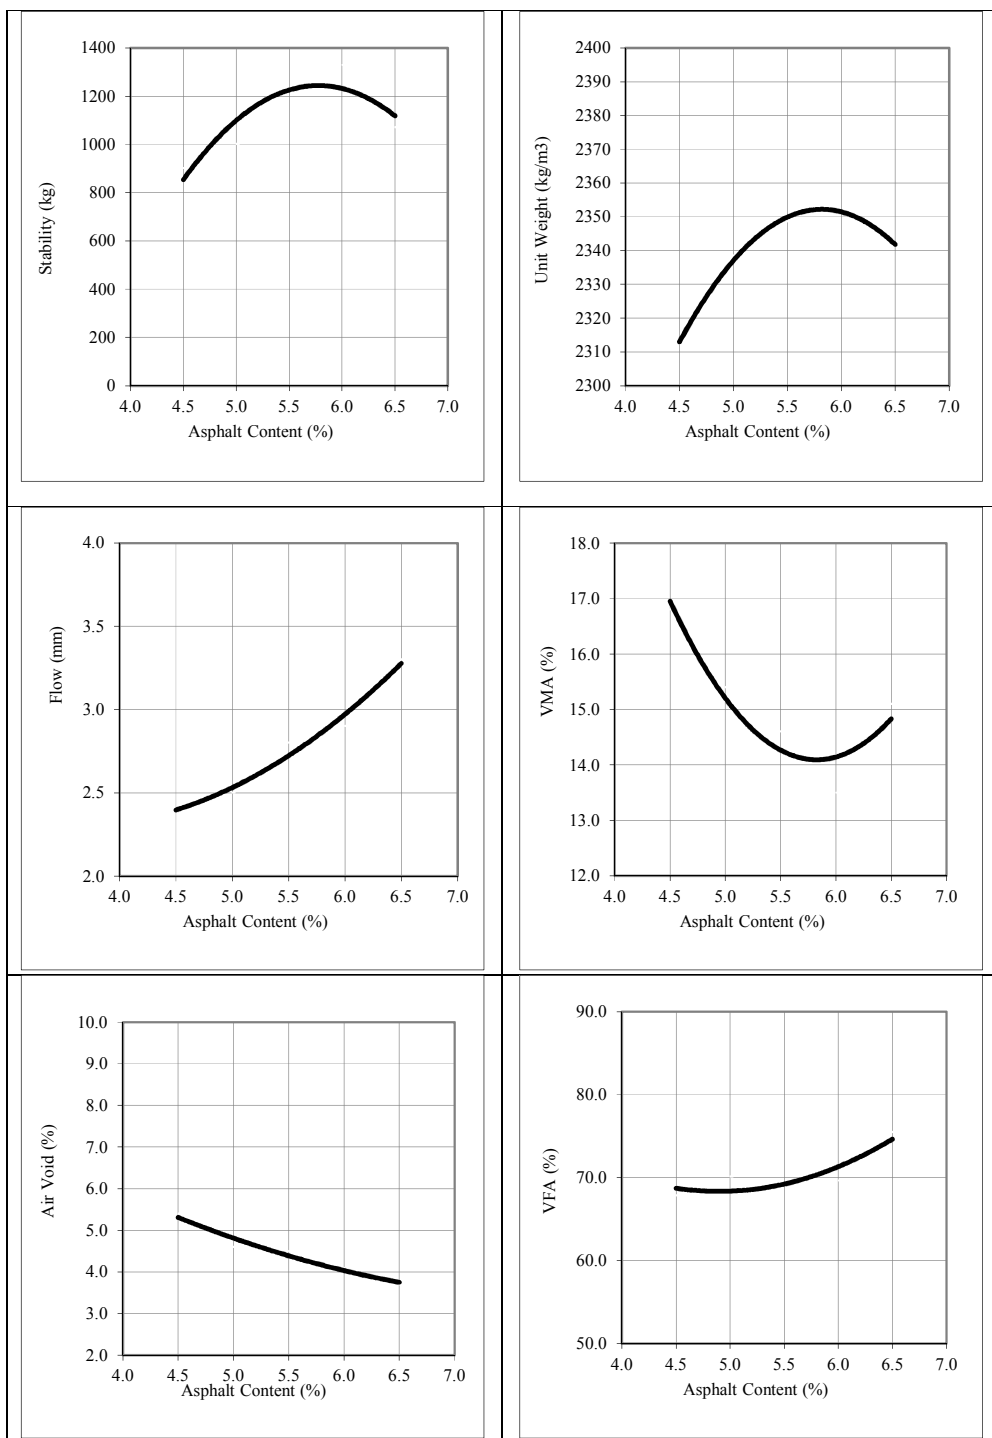 1400
1200
1000
800
600
400
200
0
Stability (kg)
4.0 4.5 5.0 5.5 6.0 6.5 7.0
Asphalt Content (%)
2400
2390
2380
2370
2360
2350
2340
2330
2320
2310
2300
Unit Weight (kg/m3)
4.0 4.5 5.0 5.5 6.0 6.5 7.0
Asphalt Content (%)
4.0
3.5
3.0
2.5
2.0
Flow (mm)
4.0 4.5 5.0 5.5 6.0 6.5 7.0
Asphalt Content (%)
18.0
17.0
16.0
15.0
14.0
13.0
12.0
VMA (%)
4.0 4.5 5.0 5.5 6.0 6.5 7.0
Asphalt Content (%)
10.0
9.0
8.0
7.0
6.0
5.0
4.0
3.0
2.0
Air Void (%)
4.0 4.5 5.0 5.5 6.0 6.5 7.0
Asphalt Content (%)
90.0
80.0
70.0
60.0
50.0
VFA (%)
4.0 4.5 5.0 5.5 6.0 6.5 7.0
Asphalt Content (%)